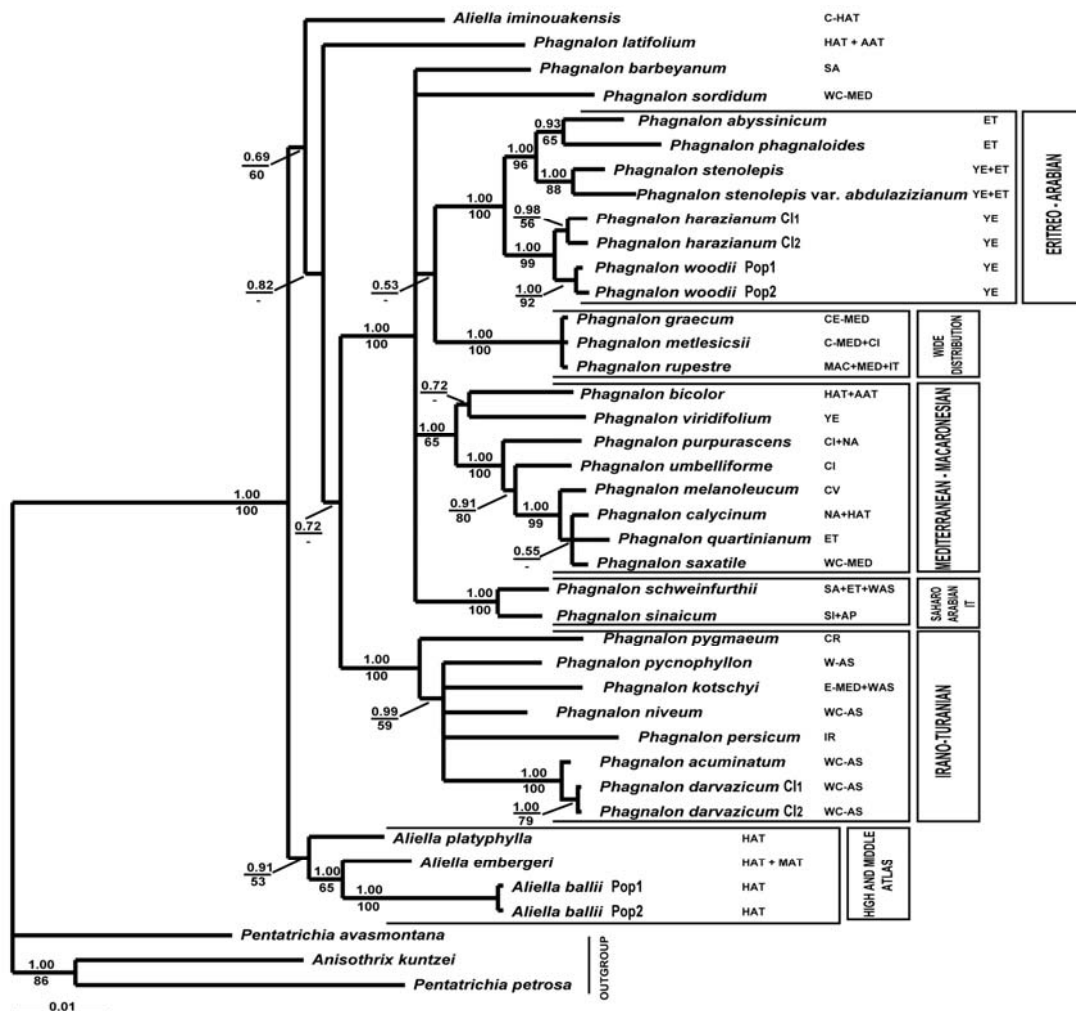 Aliella iminouakensis C-HAT
Phagnalon latifolium HAT + AAT
Phagnalon barbeyanum SA
Phagnalon sordidum WC-MED
0.69
60
0.82
-
1.00
100
0.72
-
1.00
100
0.53
-
1.00
100
1.00
96
0.93
65
Phagnalon abyssinicum ET
Phagnalon phagnaloides ET
1.00
88
Phagnalon stenolepis YE+ET
Phagnalon stenolepis var. abdulazizianum YE+ET
1.00
99
0.98
56
Phagnalon harazianum Cl1 YE
Phagnalon harazianum Cl2 YE
1.00
92
Phagnalon woodii Pop1 YE
Phagnalon woodii Pop2 YE
ERITREO - ARABIAN
1.00
100
Phagnalon graecum CE-MED
Phagnalon metlesicsii C-MED+CI
Phagnalon rupestre MAC+MED+IT
WIDE
DISTRIBUTION
1.00
65
0.72
-
Phagnalon bicolor HAT+AAT
Phagnalon viridifolium YE
1.00
100
Phagnalon purpurascens CI+NA
0.91
80
Phagnalon umbelliforme CI
1.00
99
Phagnalon melanoleucum CV
0.55
-
Phagnalon calycinum NA+HAT
Phagnalon quartinianum ET
Phagnalon saxatile WC-MED
MEDITERRANEAN - MACARONESIAN
1.00
100
Phagnalon schweinfurthii SA+ET+WAS
Phagnalon sinaicum SI+AP
SAHARO
ARABIAN
IT
1.00
100
Phagnalon pygmaeum CR
0.99
59
Phagnalon pycnophyllon W-AS
Phagnalon kotschyi E-MED+WAS
Phagnalon niveum WC-AS
Phagnalon persicum IR
1.00
100
Phagnalon acuminatum WC-AS
1.00
79
Phagnalon darvazicum Cl1 WC-AS
Phagnalon darvazicum Cl2 WC-AS
IRANO-TURANIAN
0.91
53
Aliella platyphylla HAT
1.00
65
Aliella embergeri HAT + MAT
1.00
100
Aliella ballii Pop1 HAT
Aliella ballii Pop2 HAT
HIGH AND MIDDLE
ATLAS
Pentatrichia avasmontana
1.00
86
Anisothrix kuntzei
Pentatrichia petrosa
OUTGROUP
0.01